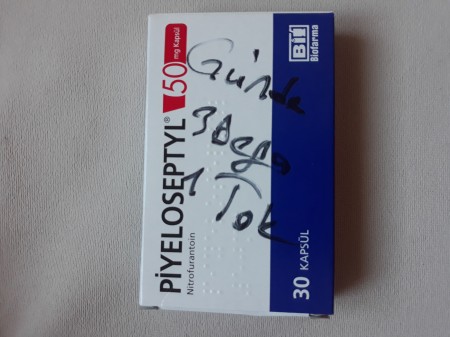 PİYELOSEPTYL® 50 mg Kapsül
Nitrofurantoin
Biofarma
30 KAPSÜL
Günde
3 Defa
1 Tok